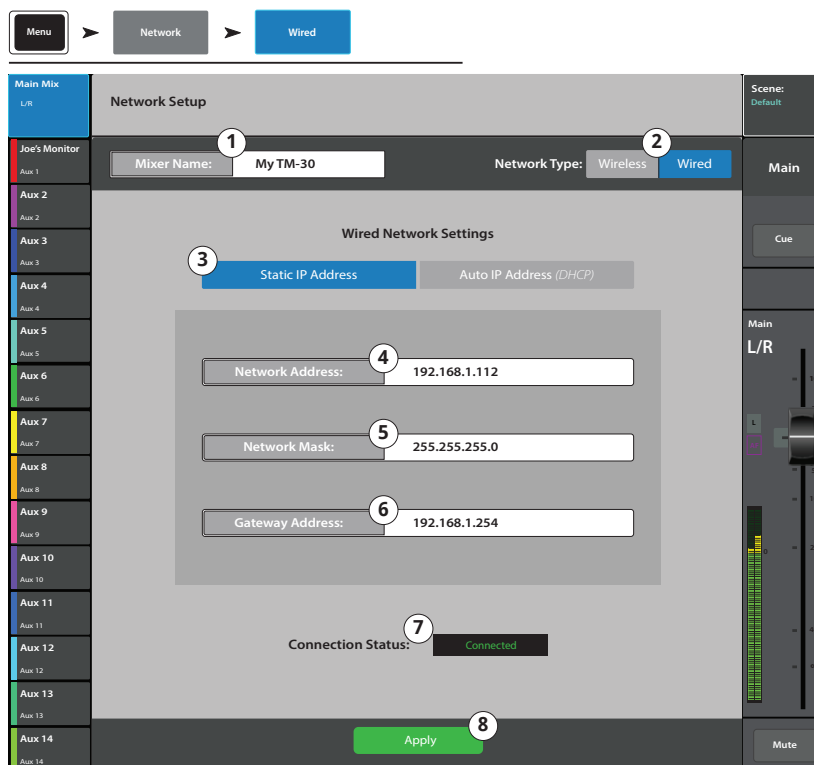 Menu
Network
Wired
Main Mix
L/R
Network Setup
Scene:
Default
Joe's Monitor
Aux 1
1
Mixer Name:
My TM-30
Network Type:
2
Wireless
Wired
Main
Aux 2
Aux 2
Aux 3
Aux 3
Wired Network Settings
Cue
3
Static IP Address
Auto IP Address (DHCP)
Aux 4
Aux 4
Aux 5
Aux 5
Main
L/R
4
Network Address:
192.168.1.112
Aux 6
Aux 6
Aux 7
Aux 7
L
5
Network Mask:
255.255.255.0
Aux 8
Aux 8
Aux 9
Aux 9
6
Gateway Address:
192.168.1.254
Aux 10
Aux 10
0
Aux 11
Aux 11
7
Connection Status:
Connected
Aux 12
Aux 12
Aux 13
Aux 13
Aux 14
Aux 14
8
Apply
Mute